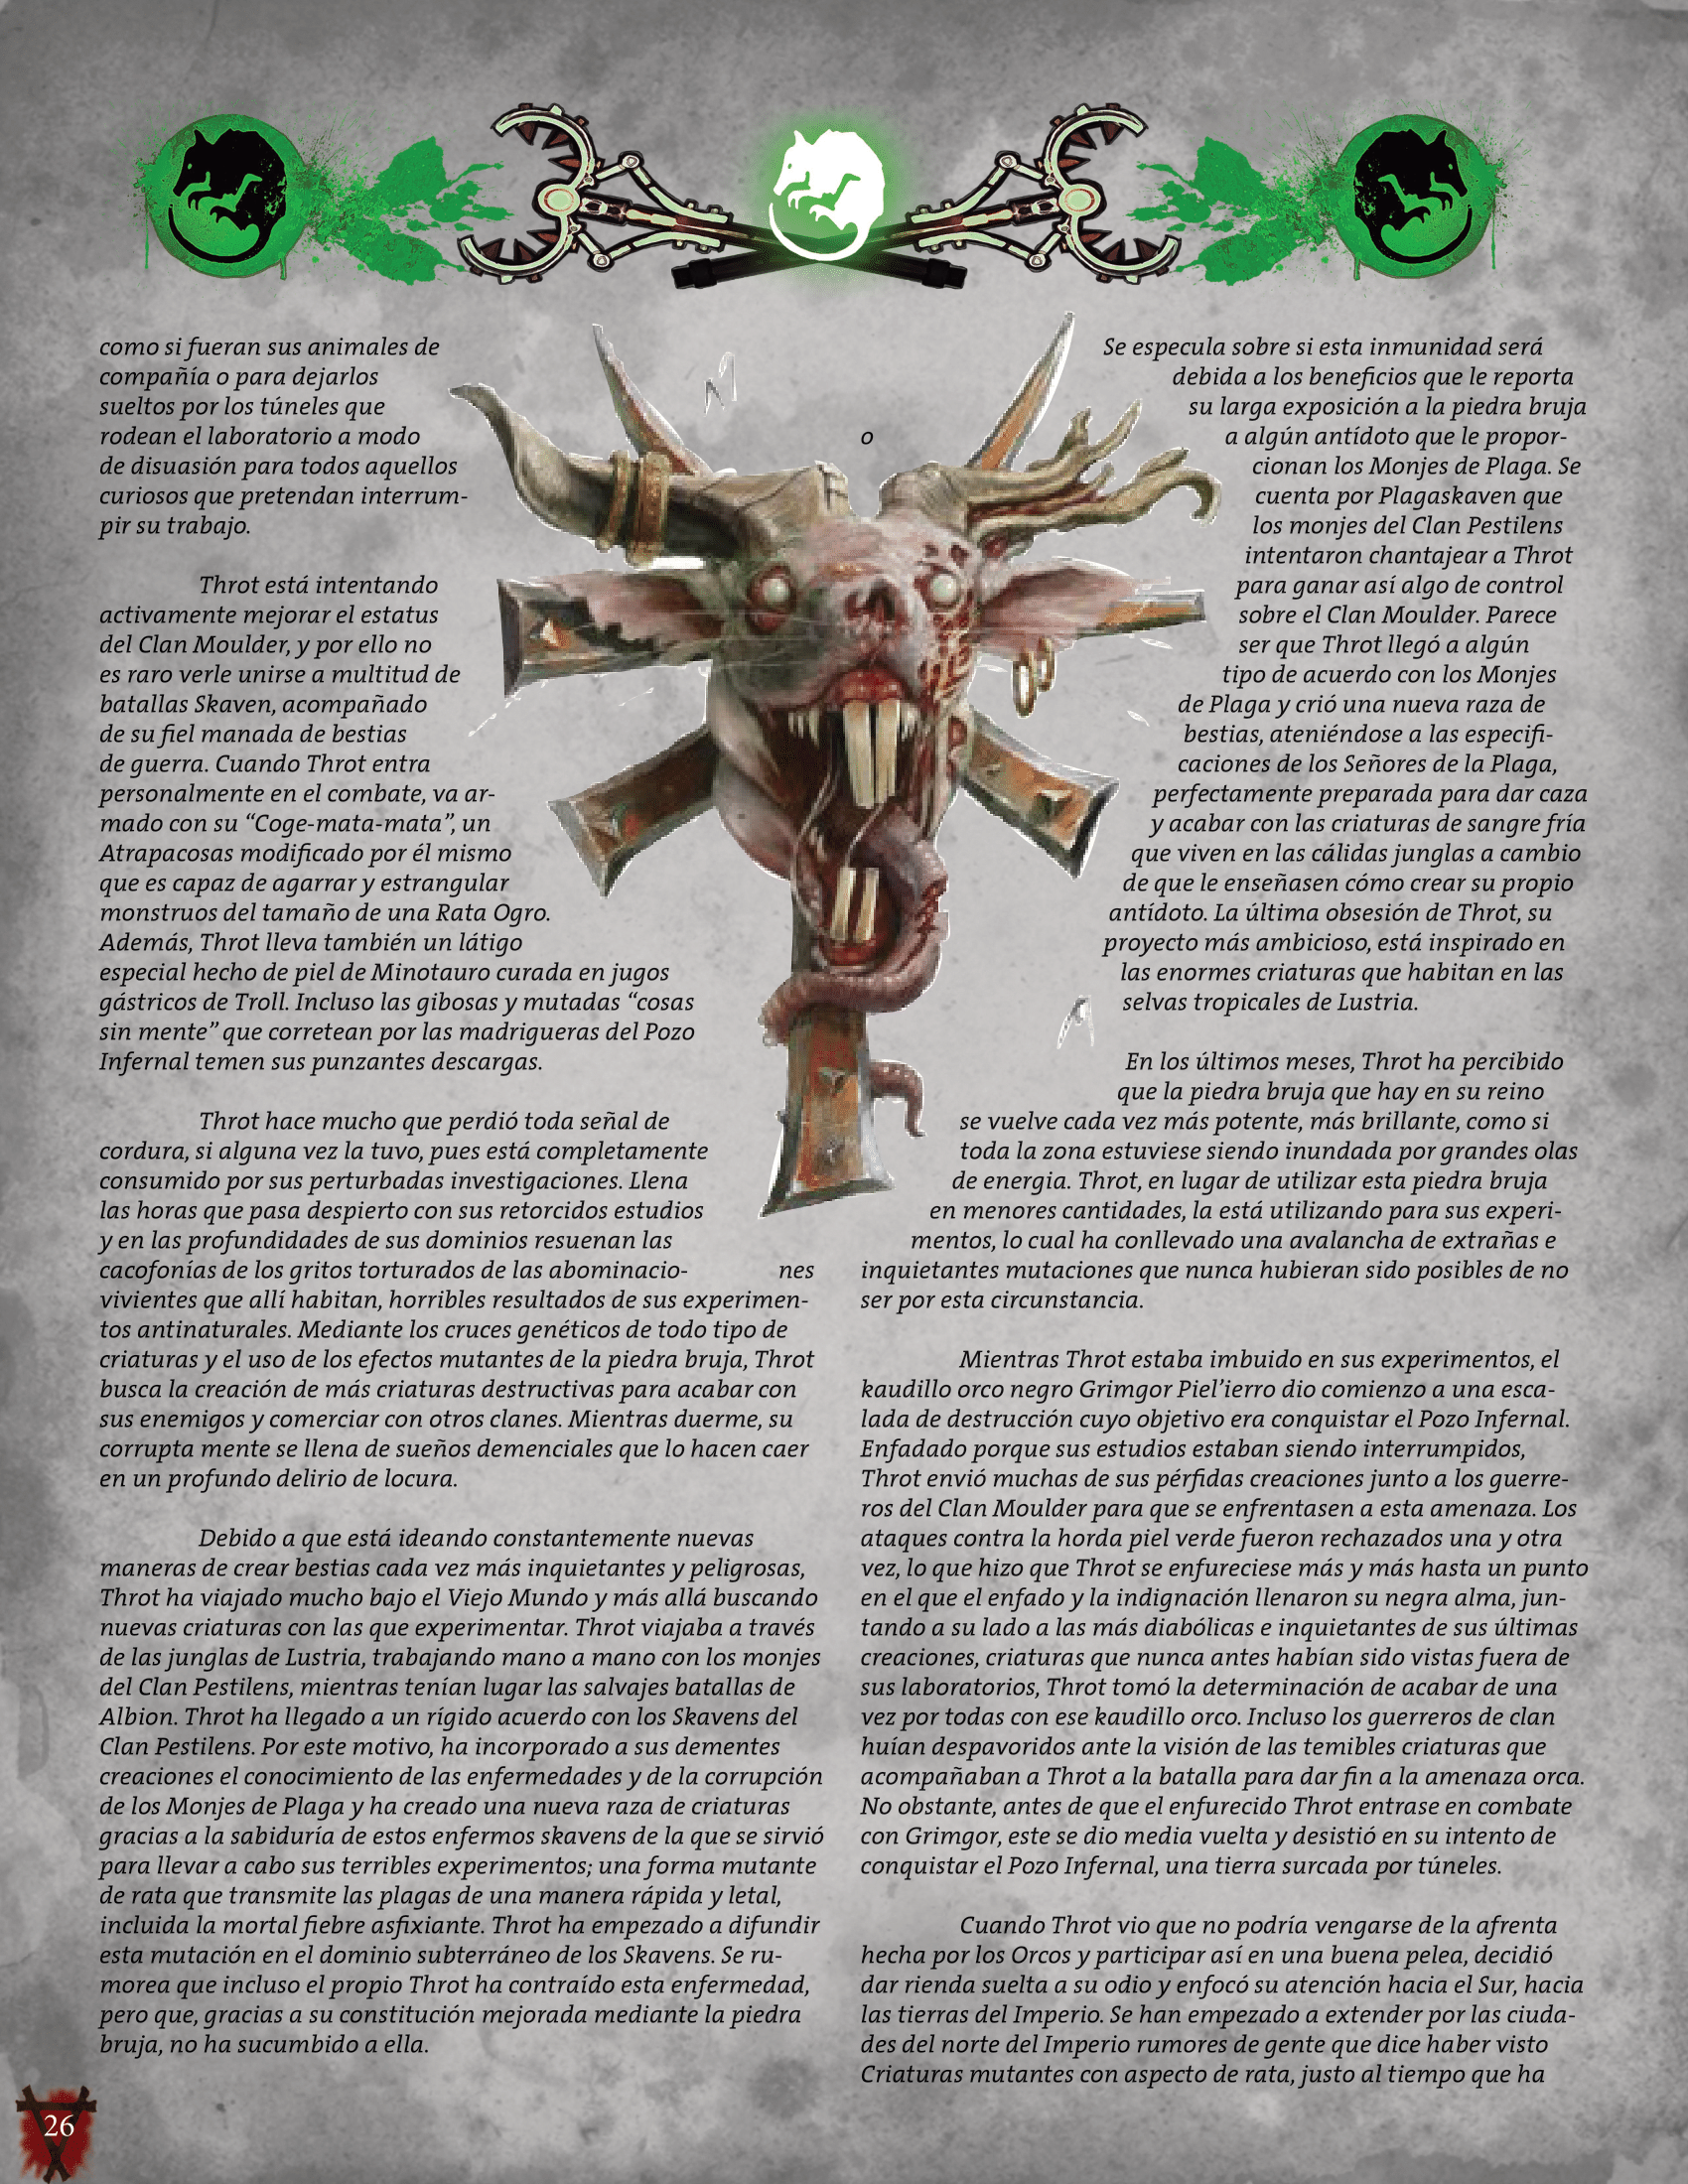 como si fueran sus animales de
compañía o para dejarlos
sueltos por los túneles que
rodean el laboratorio a modo
de disuasión para todos aquellos
curiosos que pretendan interrum-
pir su trabajo.
Throt está intentando
activamente mejorar el estatus
del Clan Moulder, y por ello no
es raro verle unirse a multitud de
batallas Skaven, acompañado
de su fiel manada de bestias
de guerra. Cuando Throt entra
personalmente en el combate, va ar-
mado con su “Coge-mata-mata”, un
Atrapacosas modificado por él mismo
que es capaz de agarrar y estrangular
monstruos del tamaño de una Rata Ogro.
Además, Throt lleva también un látigo
especial hecho de piel de Minotauro curada en jugos
gástricos de Troll. Incluso las gibosas y mutadas “cosas
sin mente” que corretean por las madrigueras del Pozo
Infernal temen sus punzantes descargas.
Throt hace mucho que perdió toda señal de
cordura, si alguna vez la tuvo, pues está completamente
consumido por sus perturbadas investigaciones. Llena
las horas que pasa despierto con sus retorcidos estudios
y en las profundidades de sus dominios resuenan las
cacofonías de los gritos torturados de las abominacio- nes
vivientes que allí habitan, horribles resultados de sus experimen-
tos antinaturales. Mediante los cruces genéticos de todo tipo de
criaturas y el uso de los efectos mutantes de la piedra bruja, Throt
busca la creación de más criaturas destructivas para acabar con
sus enemigos y comerciar con otros clanes. Mientras duerme, su
corrupta mente se llena de sueños demenciales que lo hacen caer
en un profundo delirio de locura.
Debido a que está ideando constantemente nuevas
maneras de crear bestias cada vez más inquietantes y peligrosas,
Throt ha viajado mucho bajo el Viejo Mundo y más allá buscando
nuevas criaturas con las que experimentar. Throt viajaba a través
de las junglas de Lustria, trabajando mano a mano con los monjes
del Clan Pestilens, mientras tenían lugar las salvajes batallas de
Albion. Throt ha llegado a un rígido acuerdo con los Skavens del
Clan Pestilens. Por este motivo, ha incorporado a sus dementes
creaciones el conocimiento de las enfermedades y de la corrupción
de los Monjes de Plaga y ha creado una nueva raza de criaturas
gracias a la sabiduría de estos enfermos skavens de la que se sirvió
para llevar a cabo sus terribles experimentos; una forma mutante
de rata que transmite las plagas de una manera rápida y letal,
incluida la mortal fiebre asfixiante. Throt ha empezado a difundir
esta mutación en el dominio subterráneo de los Skavens. Se ru-
morea que incluso el propio Throt ha contraído esta enfermedad,
pero que, gracias a su constitución mejorada mediante la piedra
bruja, no ha sucumbido a ella.
Se especula sobre si esta inmunidad será
debida a los beneficios que le reporta
su larga exposición a la piedra bruja
o a algún antídoto que le propor-
cionan los Monjes de Plaga. Se
cuenta por Plagaskaven que
los monjes del Clan Pestilens
intentaron chantajear a Throt
para ganar así algo de control
sobre el Clan Moulder. Parece
ser que Throt llegó a algún
tipo de acuerdo con los Monjes
de Plaga y crió una nueva raza de
bestias, ateniéndose a las especifi-
caciones de los Señores de la Plaga,
perfectamente preparada para dar caza
y acabar con las criaturas de sangre fría
que viven en las cálidas junglas a cambio
de que le enseñasen cómo crear su propio
antídoto. La última obsesión de Throt, su
proyecto más ambicioso, está inspirado en
las enormes criaturas que habitan en las
selvas tropicales de Lustria.
En los últimos meses, Throt ha percibido
que la piedra bruja que hay en su reino
se vuelve cada vez más potente, más brillante, como si
toda la zona estuviese siendo inundada por grandes olas
de energia. Throt, en lugar de utilizar esta piedra bruja
en menores cantidades, la está utilizando para sus experi-
mentos, lo cual ha conllevado una avalancha de extrañas e
inquietantes mutaciones que nunca hubieran sido posibles de no
ser por esta circunstancia.
Mientras Throt estaba imbuido en sus experimentos, el
kaudillo orco negro Grimgor Piel’ierro dio comienzo a una esca-
lada de destrucción cuyo objetivo era conquistar el Pozo Infernal.
Enfadado porque sus estudios estaban siendo interrumpidos,
Throt envió muchas de sus pérfidas creaciones junto a los guerre-
ros del Clan Moulder para que se enfrentasen a esta amenaza. Los
ataques contra la horda piel verde fueron rechazados una y otra
vez, lo que hizo que Throt se enfureciese más y más hasta un punto
en el que el enfado y la indignación llenaron su negra alma, jun-
tando a su lado a las más diabólicas e inquietantes de sus últimas
creaciones, criaturas que nunca antes habían sido vistas fuera de
sus laboratorios, Throt tomó la determinación de acabar de una
vez por todas con ese kaudillo orco. Incluso los guerreros de clan
huían despavoridos ante la visión de las temibles criaturas que
acompañaban a Throt a la batalla para dar fin a la amenaza orca.
No obstante, antes de que el enfurecido Throt entrase en combate
con Grimgor, este se dio media vuelta y desistió en su intento de
conquistar el Pozo Infernal, una tierra surcada por túneles.
Cuando Throt vio que no podría vengarse de la afrenta
hecha por los Orcos y participar así en una buena pelea, decidió
dar rienda suelta a su odio y enfocó su atención hacia el Sur, hacia
las tierras del Imperio. Se han empezado a extender por las ciuda-
des del norte del Imperio rumores de gente que dice haber visto
Criaturas mutantes con aspecto de rata, justo al tiempo que ha
26